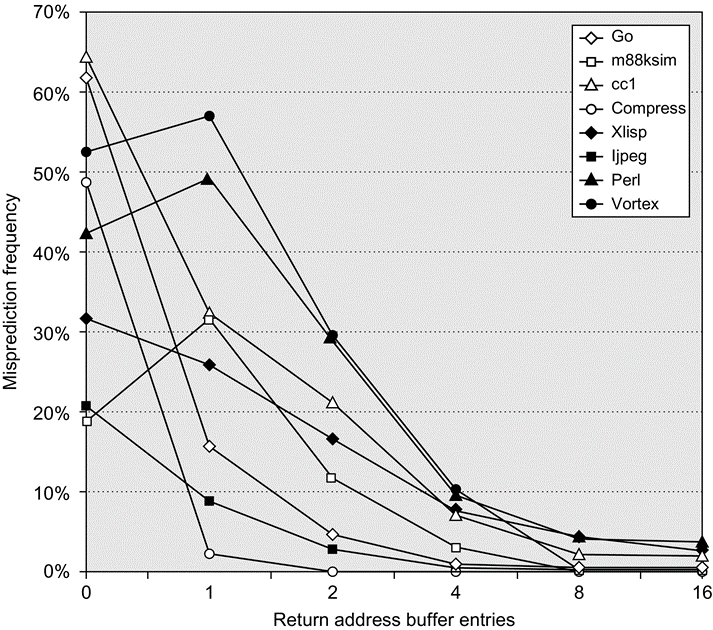 70%
60%
50%
40%
30%
20%
10%
0%
Misprediction frequency
Go
m88ksim
cc1
Compress
Xlisp
Ijpeg
Perl
Vortex
0 1 2 4 8 16
Return address buffer entries